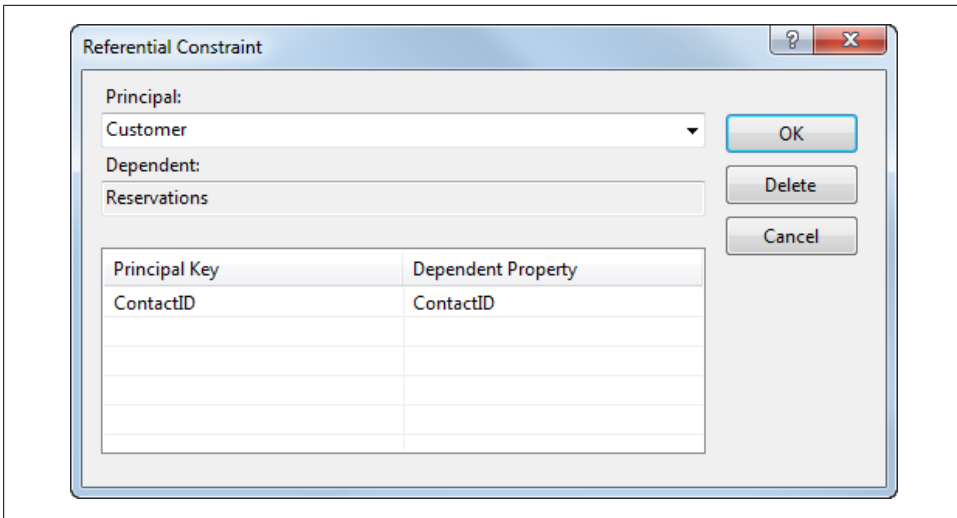 Referential Constraint
?
X
Principal:
Customer
OK
Dependent:
Reservations
Delete
Cancel
Principal Key Dependent Property
ContactID ContactID